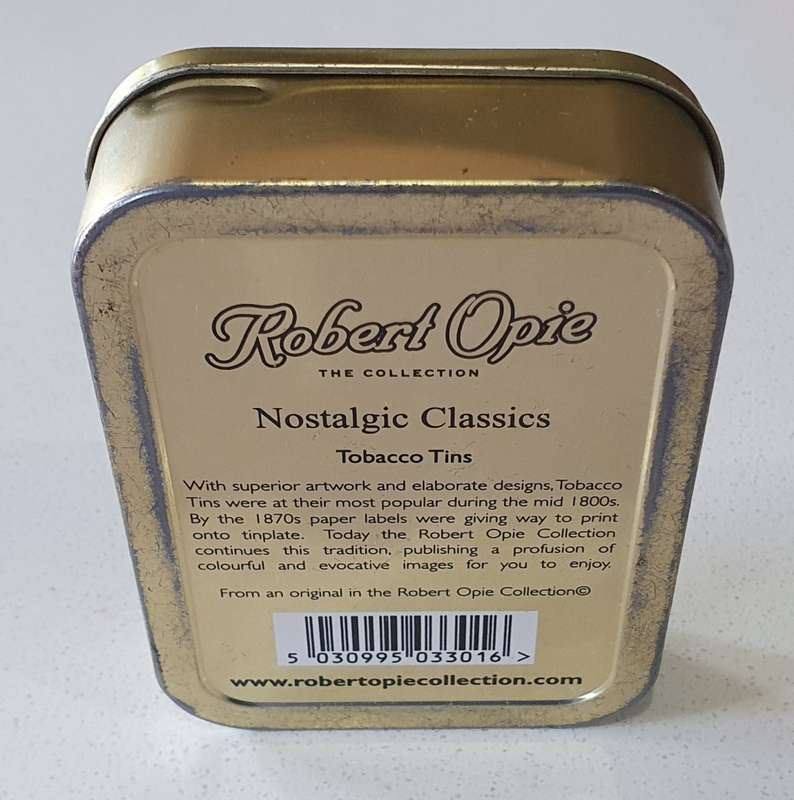 Robert Opie
THE COLLECTION
Nostalgic Classics
Tobacco Tins
With superior artwork and elaborate designs, Tobacco
Tins were at their most popular during the mid 1800s.
By the 1870s paper labels were giving way to print
onto tinplate. Today the Robert Opie Collection
continues this tradition, publishing a profusion of
colourful and evocative images for you to enjoy.
From an original in the Robert Opie Collection©
5 030995 033016 >
www.robertopiecollection.com